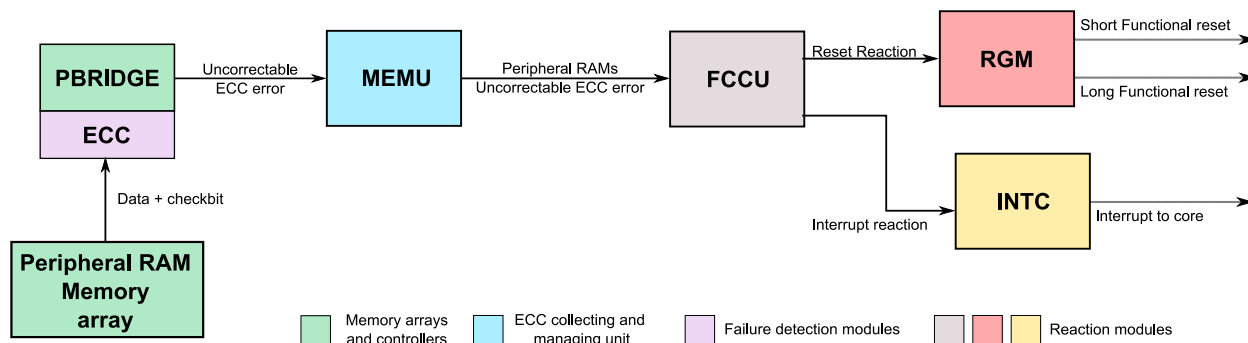 PBRIDGE
ECC
Data + checkbit
Peripheral RAM
Memory
array
Uncorrectable
ECC error
MEMU
Peripheral RAMs
Uncorrectable ECC error
FCCU
Reset Reaction
Interrupt reaction
RGM
Short Functional reset
Long Functional reset
INTC
Interrupt to core
Memory arrays
and controllers
ECC collecting and
managing unit
Failure detection modules
Reaction modules